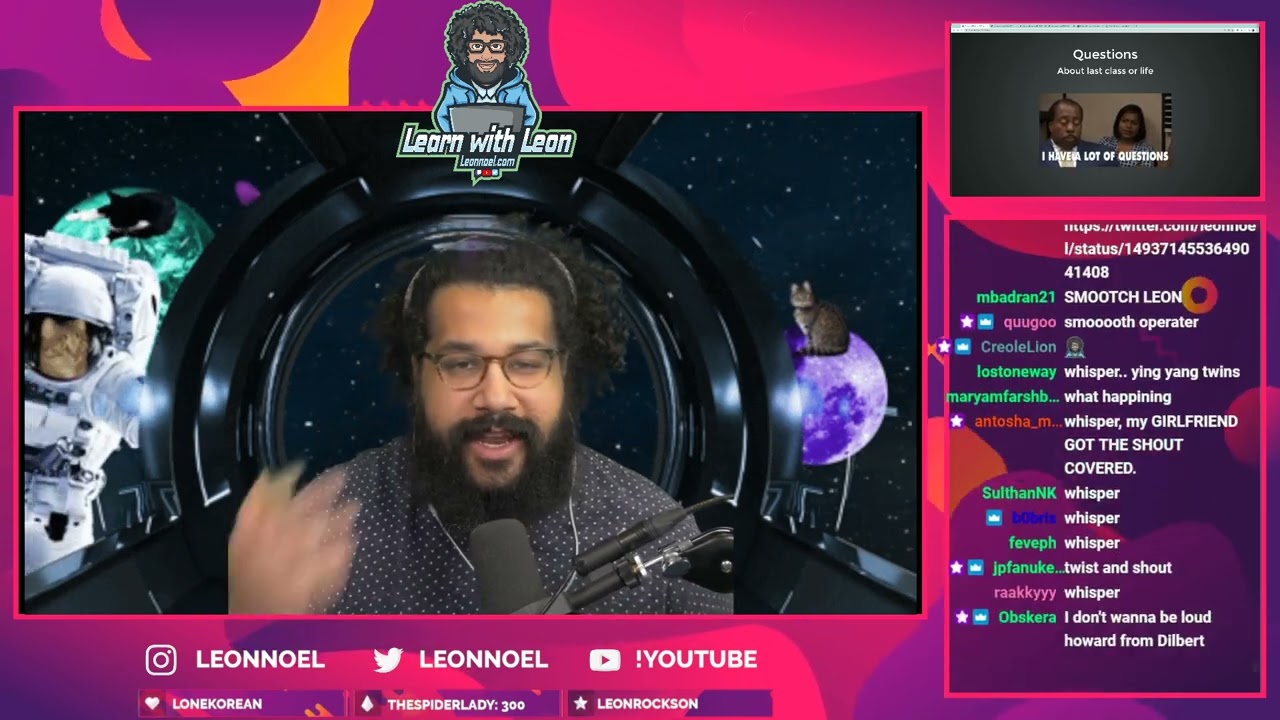 Learn with Leon
Leonnoel.com
Questions
About last class or life
I HAVE A LOT OF QUESTIONS
https://twitter.com/leonnoe
l/status/14937145536490
41408
mbadran21 SMOOTCH LEON
quugoo smooooth operater
CreoleLion
lostoneway whisper.. ying yang twins
maryamfarshb... what happining
antosha_m... whisper, my GIRLFRIEND
GOT THE SHOUT
COVERED.
SulthanNK whisper
b0bris whisper
feveph whisper
jpfanuke... twist and shout
raakkyyy whisper
Obskera I don't wanna be loud
howard from Dilbert
LEONNOEL LEONNOEL !YOUTUBE
LONEKOREAN THESPIDERLADY: 300 LEONROCKSON